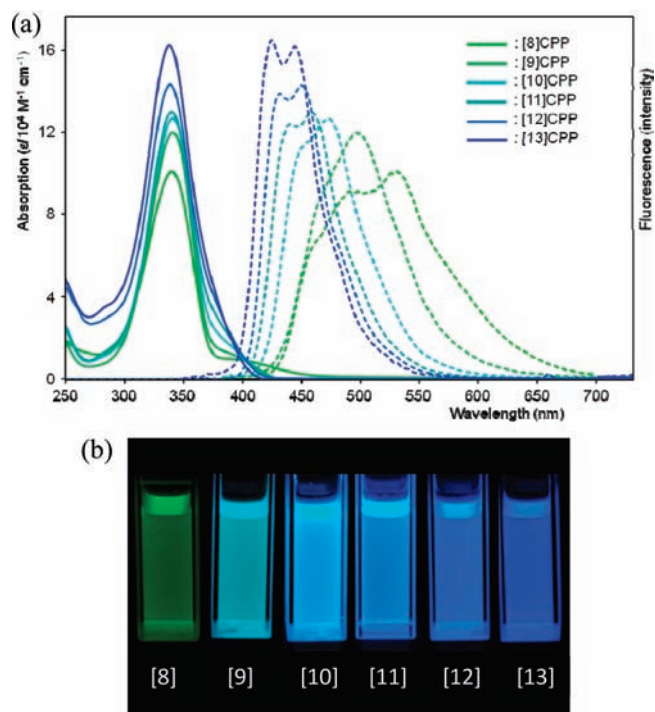 (a)
Absorption (ε/10⁴ M⁻¹ cm⁻¹)
16
12
8
4
0
250 300 350 400 450 500 550 600 650 700
Wavelength (nm)
Fluorescence (intensity)
: [8]CPP
: [9]CPP
: [10]CPP
: [11]CPP
: [12]CPP
: [13]CPP
(b)
[8] [9] [10] [11] [12] [13]